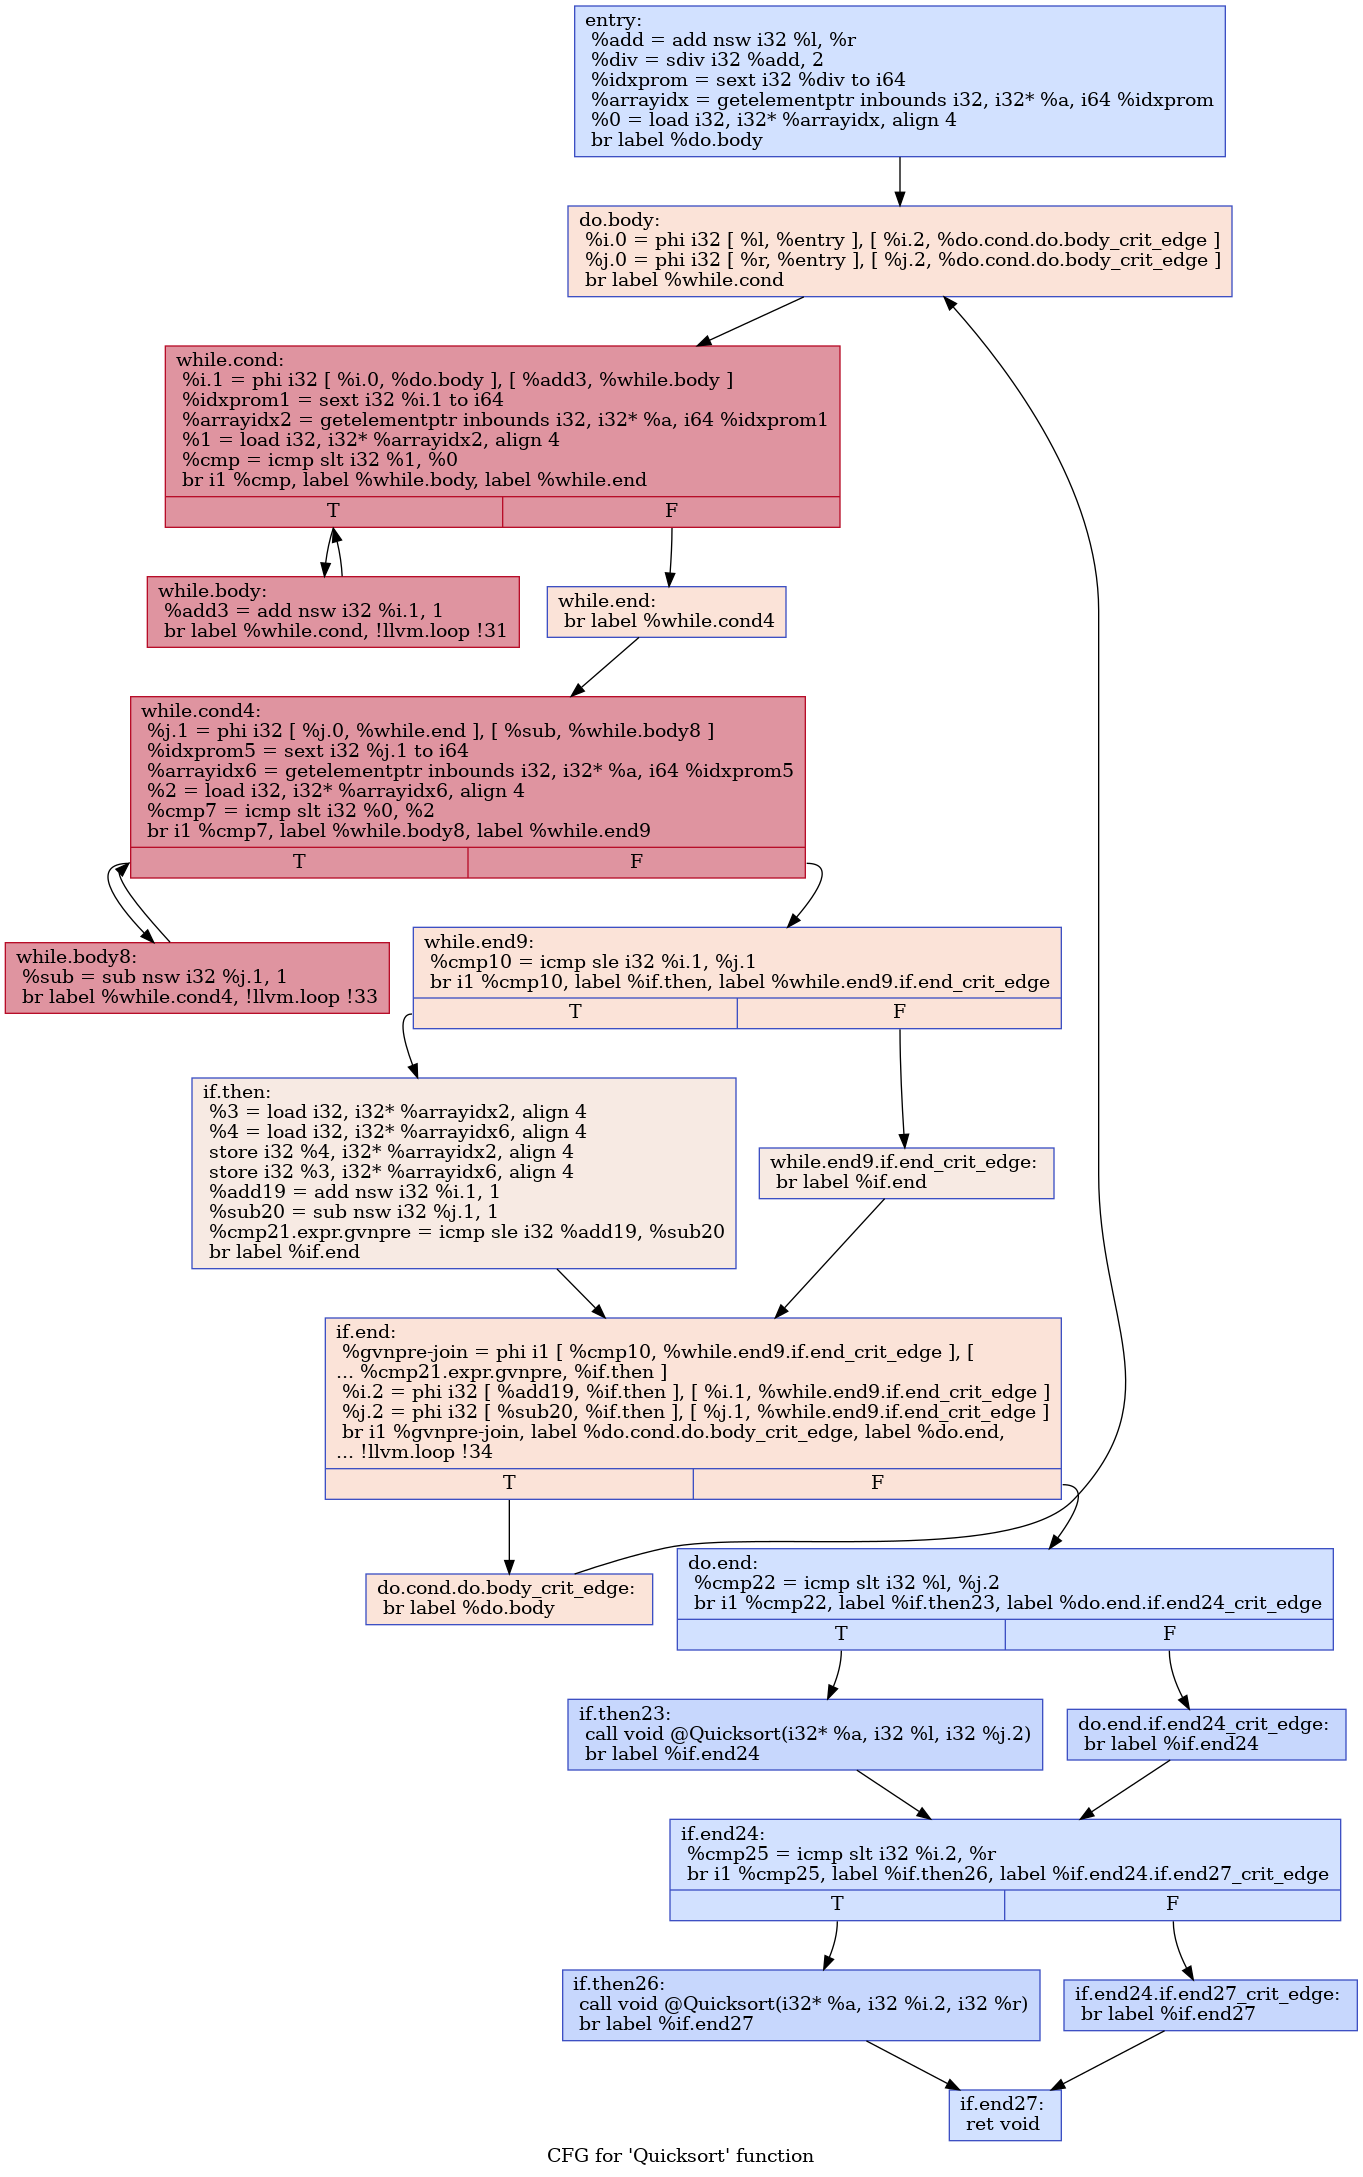 entry:
%add = add nsw i32 %l, %r
%div = sdiv i32 %add, 2
%idxprom = sext i32 %div to i64
%arrayidx = getelementptr inbounds i32, i32* %a, i64 %idxprom
%0 = load i32, i32* %arrayidx, align 4
br label %do.body
do.body:
%i.0 = phi i32 [ %l, %entry ], [ %i.2, %do.cond.do.body_crit_edge ]
%j.0 = phi i32 [ %r, %entry ], [ %j.2, %do.cond.do.body_crit_edge ]
br label %while.cond
while.cond:
%i.1 = phi i32 [ %i.0, %do.body ], [ %add3, %while.body ]
%idxprom1 = sext i32 %i.1 to i64
%arrayidx2 = getelementptr inbounds i32, i32* %a, i64 %idxprom1
%1 = load i32, i32* %arrayidx2, align 4
%cmp = icmp slt i32 %1, %0
br i1 %cmp, label %while.body, label %while.end
T
F
while.body:
%add3 = add nsw i32 %i.1, 1
br label %while.cond, !llvm.loop !31
while.end:
br label %while.cond4
while.cond4:
%j.1 = phi i32 [ %j.0, %while.end ], [ %sub, %while.body8 ]
%idxprom5 = sext i32 %j.1 to i64
%arrayidx6 = getelementptr inbounds i32, i32* %a, i64 %idxprom5
%2 = load i32, i32* %arrayidx6, align 4
%cmp7 = icmp slt i32 %0, %2
br i1 %cmp7, label %while.body8, label %while.end9
T
F
while.body8:
%sub = sub nsw i32 %j.1, 1
br label %while.cond4, !llvm.loop !33
while.end9:
%cmp10 = icmp sle i32 %i.1, %j.1
br i1 %cmp10, label %if.then, label %while.end9.if.end_crit_edge
T
F
if.then:
%3 = load i32, i32* %arrayidx2, align 4
%4 = load i32, i32* %arrayidx6, align 4
store i32 %4, i32* %arrayidx2, align 4
store i32 %3, i32* %arrayidx6, align 4
%add19 = add nsw i32 %i.1, 1
%sub20 = sub nsw i32 %j.1, 1
%cmp21.expr.gvnpre = icmp sle i32 %add19, %sub20
br label %if.end
while.end9.if.end_crit_edge:
br label %if.end
if.end:
%gvnpre-join = phi i1 [ %cmp10, %while.end9.if.end_crit_edge ], [
... %cmp21.expr.gvnpre, %if.then ]
%i.2 = phi i32 [ %add19, %if.then ], [ %i.1, %while.end9.if.end_crit_edge ]
%j.2 = phi i32 [ %sub20, %if.then ], [ %j.1, %while.end9.if.end_crit_edge ]
br i1 %gvnpre-join, label %do.cond.do.body_crit_edge, label %do.end,
... !llvm.loop !34
T
F
do.cond.do.body_crit_edge:
br label %do.body
do.end:
%cmp22 = icmp slt i32 %l, %j.2
br i1 %cmp22, label %if.then23, label %do.end.if.end24_crit_edge
T
F
if.then23:
call void @Quicksort(i32* %a, i32 %l, i32 %j.2)
br label %if.end24
do.end.if.end24_crit_edge:
br label %if.end24
if.end24:
%cmp25 = icmp slt i32 %i.2, %r
br i1 %cmp25, label %if.then26, label %if.end24.if.end27_crit_edge
T
F
if.then26:
call void @Quicksort(i32* %a, i32 %i.2, i32 %r)
br label %if.end27
if.end24.if.end27_crit_edge:
br label %if.end27
if.end27:
ret void
CFG for 'Quicksort' function